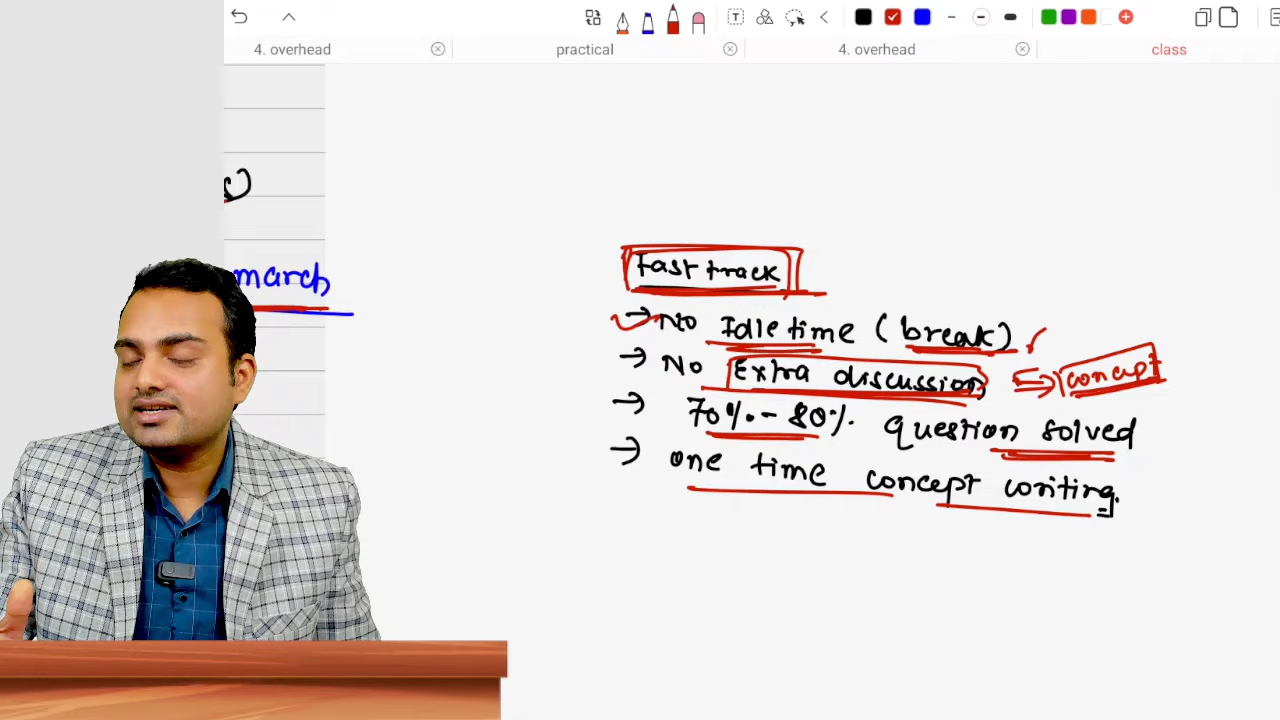 4. overhead
practical
4. overhead
class
T
march
Fast track
→ No Idle time (break)
→ No Extra discussion ⇒ concept
→ 70% - 80% question solved
→ one time concept writing.